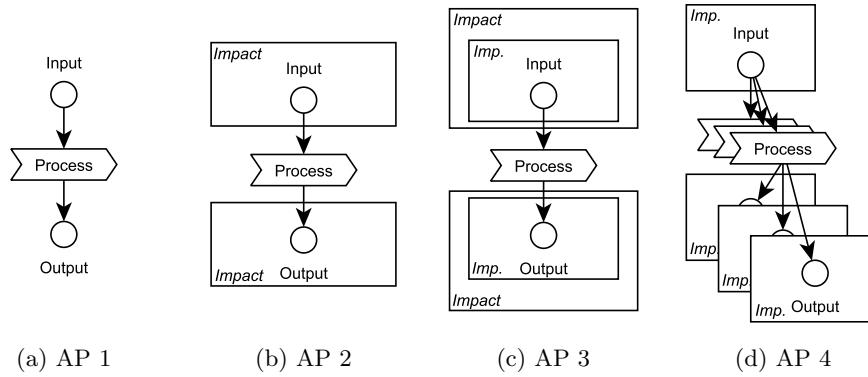 Input
Process
Output
(a) AP 1
Impact
Input
Process
Impact
Output
(b) AP 2
Impact
Imp.
Input
Process
Imp.
Output
Impact
(c) AP 3
Imp.
Input
Process
Imp.
Imp.
Imp.
Output
(d) AP 4